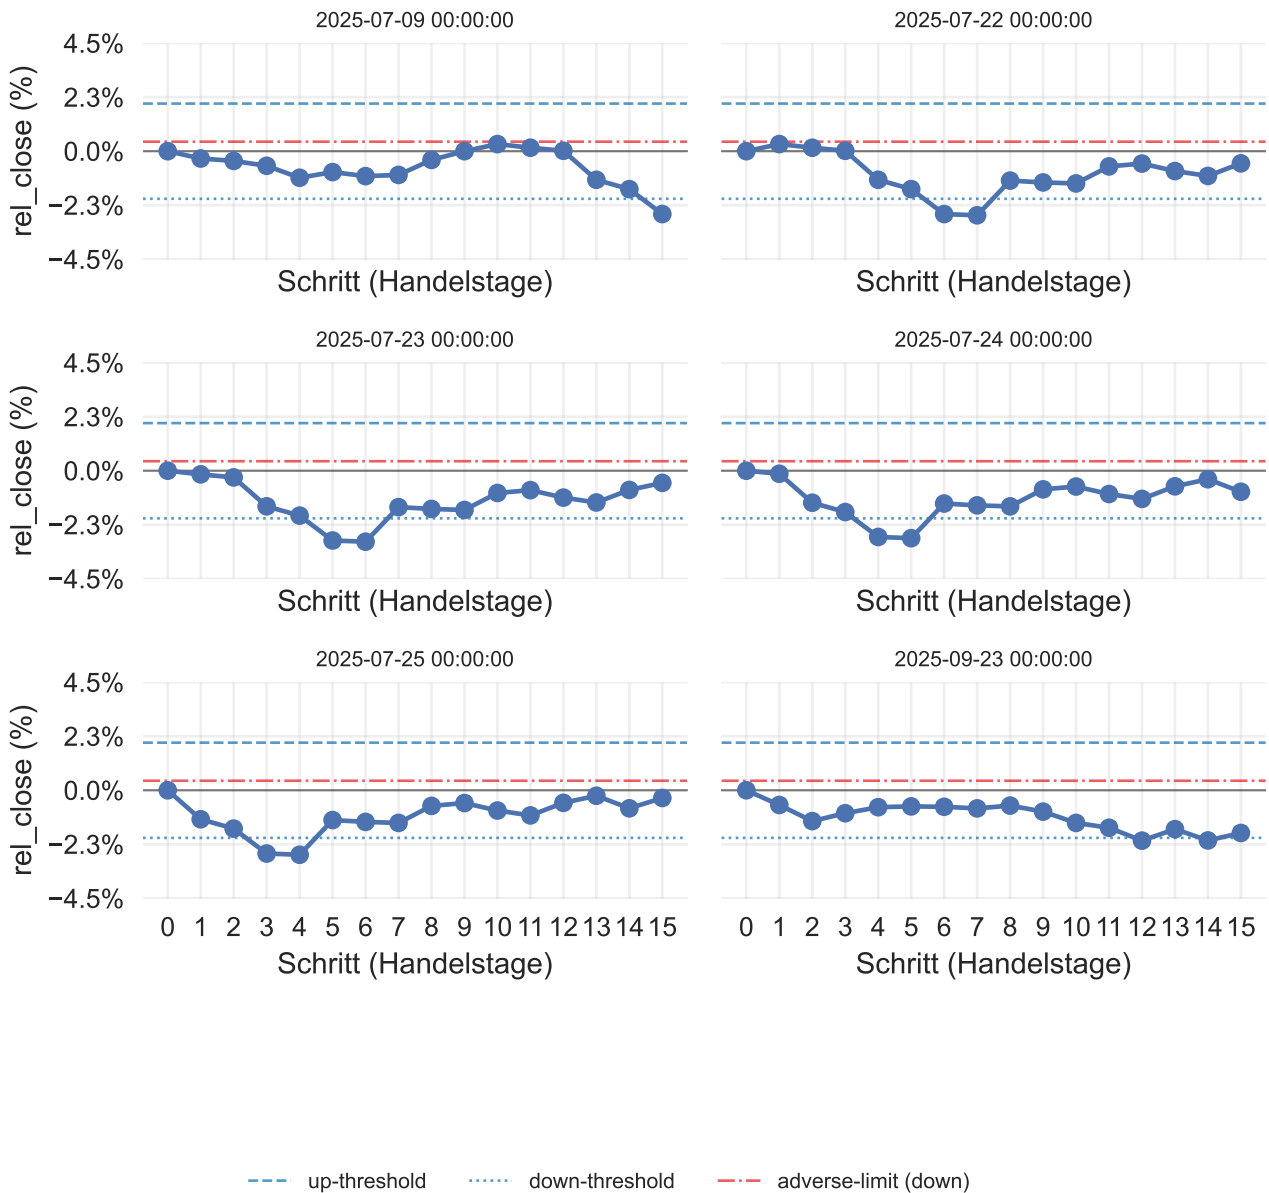 2025-07-09 00:00:00
2025-07-22 00:00:00
rel_close (%)
4.5%
2.3%
0.0%
−2.3%
−4.5%
Schritt (Handelstage)
Schritt (Handelstage)
2025-07-23 00:00:00
2025-07-24 00:00:00
rel_close (%)
4.5%
2.3%
0.0%
−2.3%
−4.5%
Schritt (Handelstage)
Schritt (Handelstage)
2025-07-25 00:00:00
2025-09-23 00:00:00
rel_close (%)
4.5%
2.3%
0.0%
−2.3%
−4.5%
0 1 2 3 4 5 6 7 8 9 10 11 12 13 14 15
0 1 2 3 4 5 6 7 8 9 10 11 12 13 14 15
Schritt (Handelstage)
Schritt (Handelstage)
up-threshold
down-threshold
adverse-limit (down)